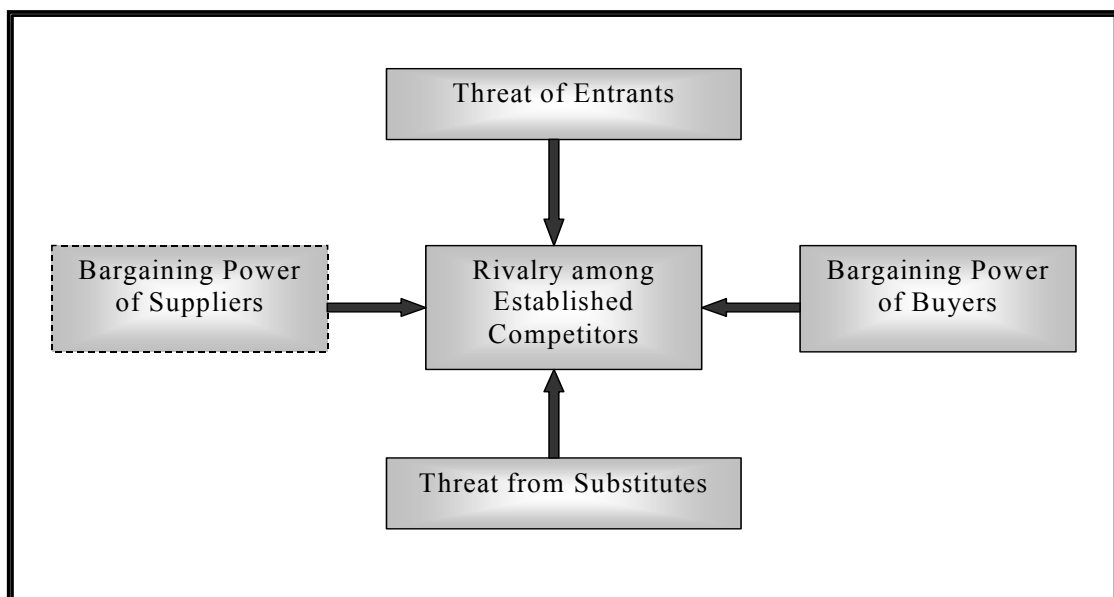 Threat of Entrants
Bargaining Power
of Suppliers
Rivalry among
Established
Competitors
Bargaining Power
of Buyers
Threat from Substitutes